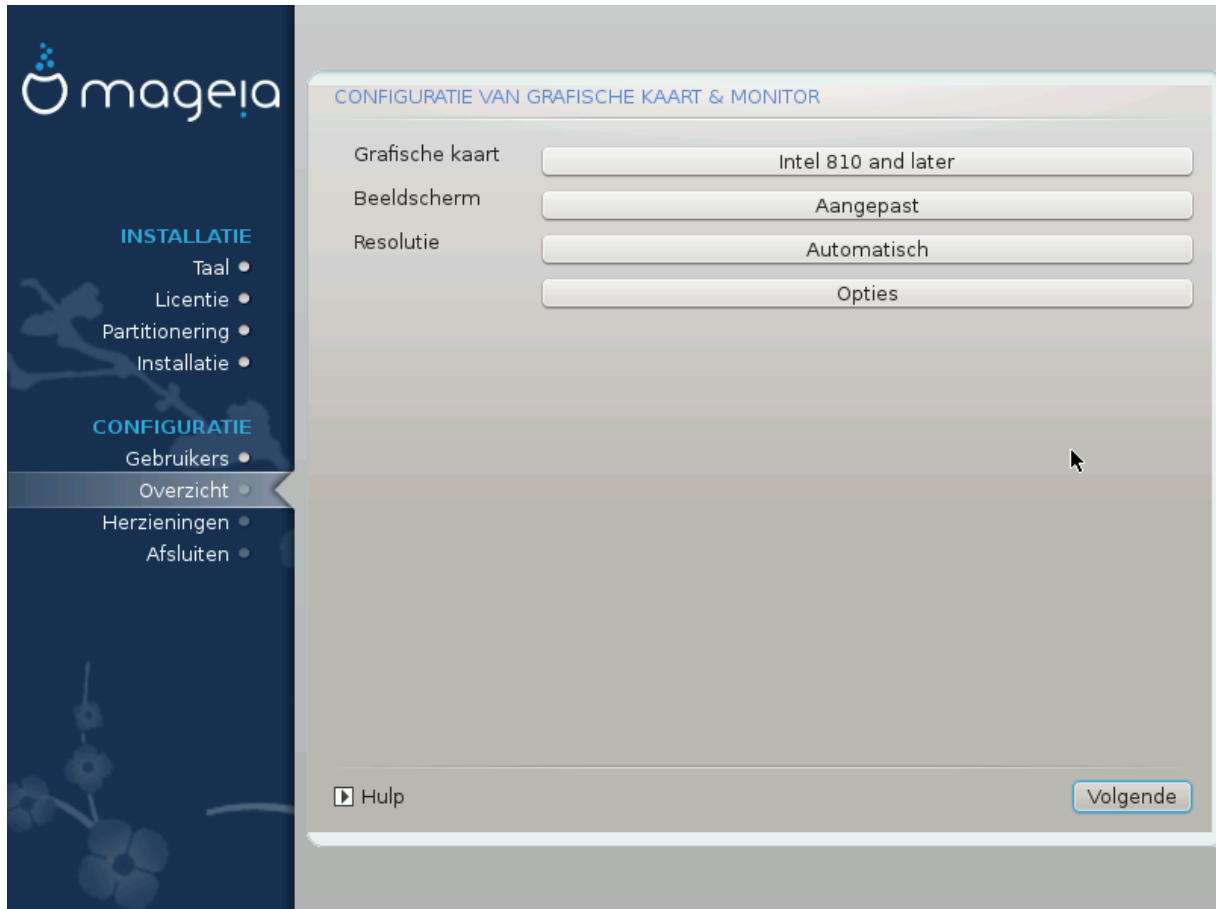 mageia
INSTALLATIE
Taal
Licentie
Partitionering
Installatie
CONFIGURATIE
Gebruikers
Overzicht
Herzieningen
Afsluiten
CONFIGURATIE VAN GRAFISCHE KAART & MONITOR
Grafische kaart
Intel 810 and later
Beeldscherm
Aangepast
Resolutie
Automatisch
Opties
Hulp
Volgende